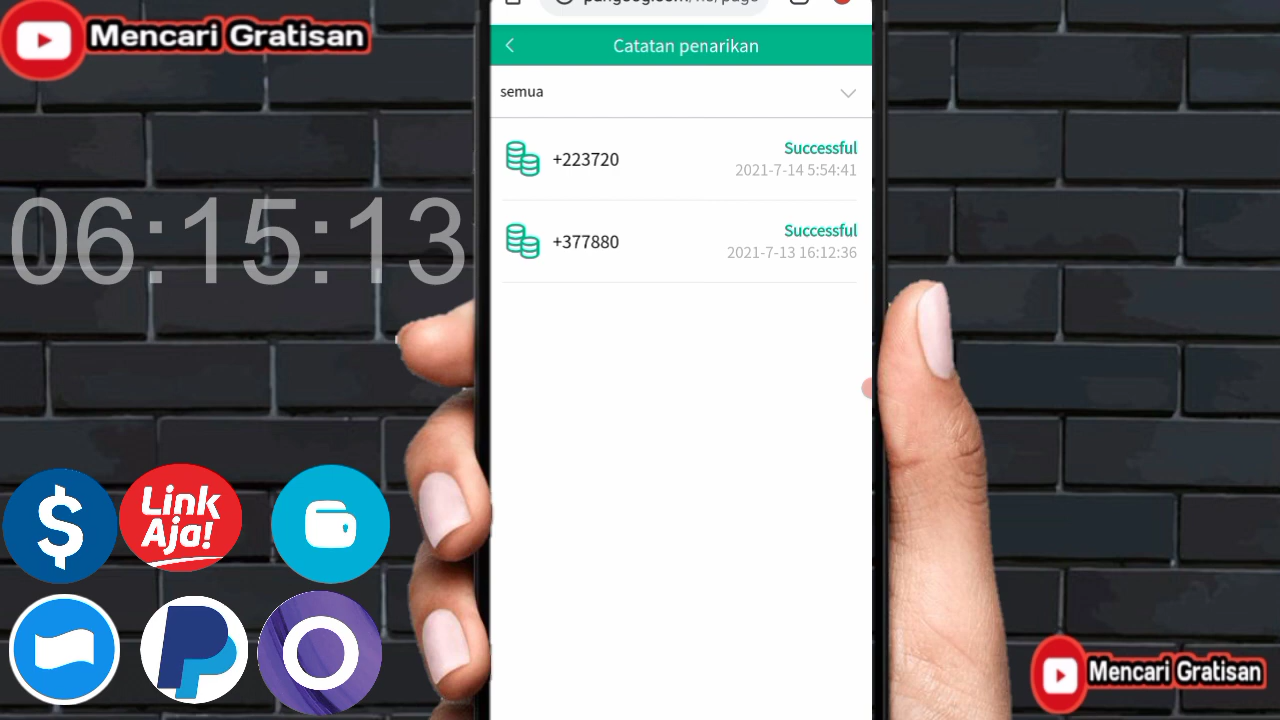 Mencari Gratisan
Catatan penarikan
semua
+223720
Successful
2021-7-14 5:54:41
+377880
Successful
2021-7-13 16:12:36
06:15:13
$
Link
Aja!
Mencari Gratisan